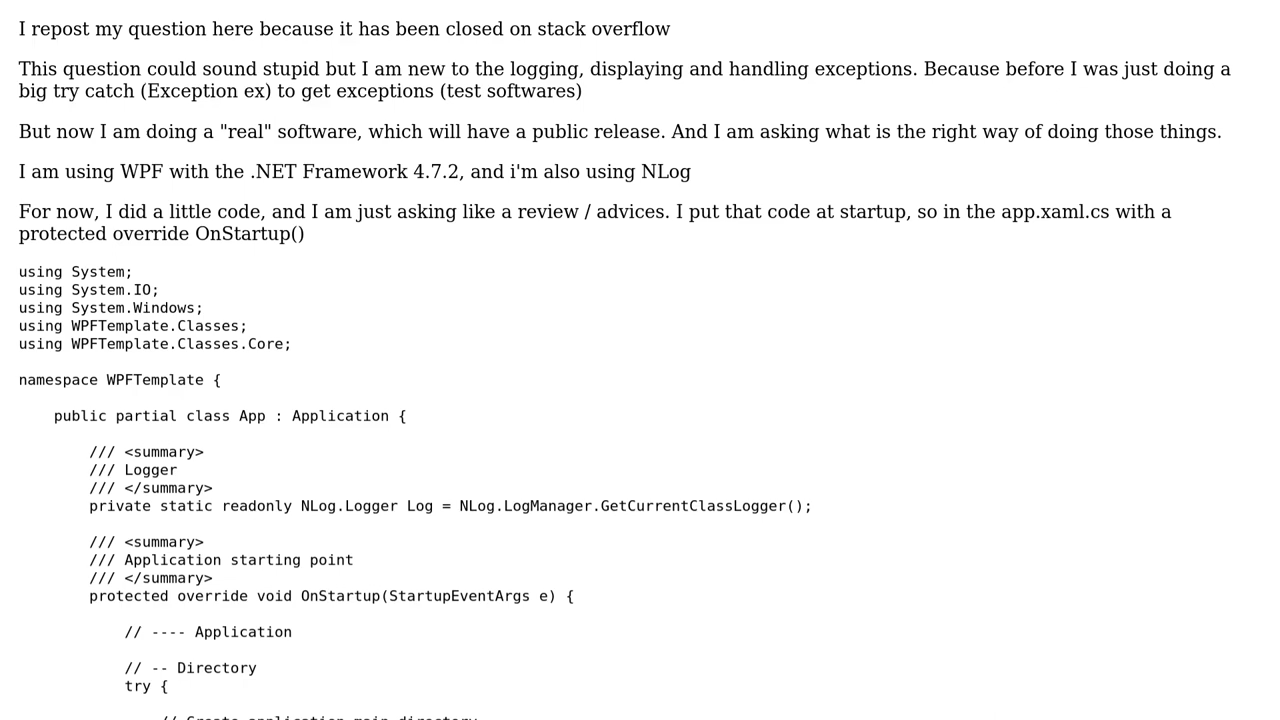 I repost my question here because it has been closed on stack overflow
This question could sound stupid but I am new to the logging, displaying and handling exceptions. Because before I was just doing a
big try catch (Exception ex) to get exceptions (test softwares)
But now I am doing a "real" software, which will have a public release. And I am asking what is the right way of doing those things.
I am using WPF with the .NET Framework 4.7.2, and i'm also using NLog
For now, I did a little code, and I am just asking like a review / advices. I put that code at startup, so in the app.xaml.cs with a
protected override OnStartup()
using System;
using System.IO;
using System.Windows;
using WPFTemplate.Classes;
using WPFTemplate.Classes.Core;
namespace WPFTemplate {
public partial class App : Application {
/// <summary>
/// Logger
/// </summary>
private static readonly NLog.Logger Log = NLog.LogManager.GetCurrentClassLogger();
/// <summary>
/// Application starting point
/// </summary>
protected override void OnStartup(StartupEventArgs e) {
// ---- Application
// -- Directory
try {
// Create application main directory